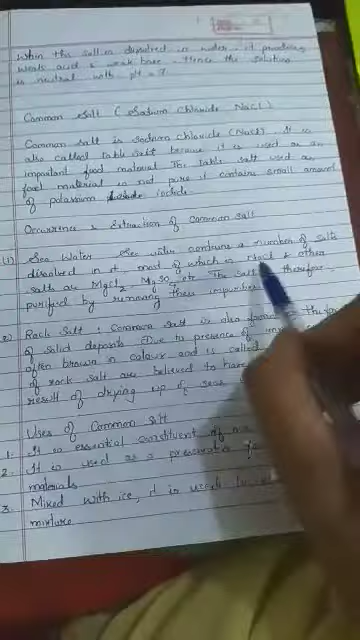 When the salt is dissolved in water, it produces
weak acid & weak base. Hence the solution
is neutral with pH = 7
Common Salt (Sodium Chloride NaCl)
Common salt is Sodium Chloride (NaCl). It is
also called table salt because it is used as an
important food material. The table salt used as
food material is not pure it contains small amount
of potassium iodide
Occurrence & Extraction of Common salt
(1) Sea Water Sea water contains a number of salts
dissolved in it most of which is NaCl & other
salts as MgCl2, MgSO4 etc. The salt is therefore
purified by removing these impurities
2) Rock Salt: Common salt is also found in the form
of solid deposits Due to presence of
often brown in colour and is called
of rock salt are believed to have
result of drying up of seas
Uses of Common Salt
1. It is essential constituent of
2. It is used as a preservative
materials
3. Mixed with ice, it is used to
mixture.